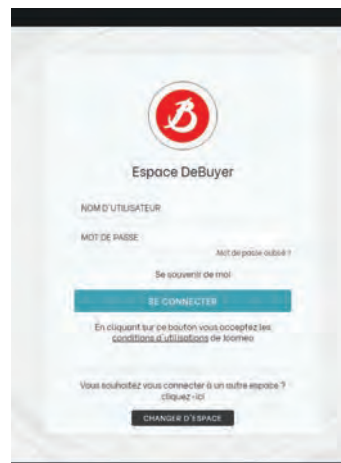 B
Espace DeBuyer
NOM D'UTILISATEUR
MOT DE PASSE
Mot de passe oublié ?
Se souvenir de moi
SE CONNECTER
En cliquant sur ce bouton vous acceptez les
conditions d'utilisations de Joomeo
Vous souhaitez vous connecter à un autre espace ?
cliquez-ici
CHANGER D'ESPACE